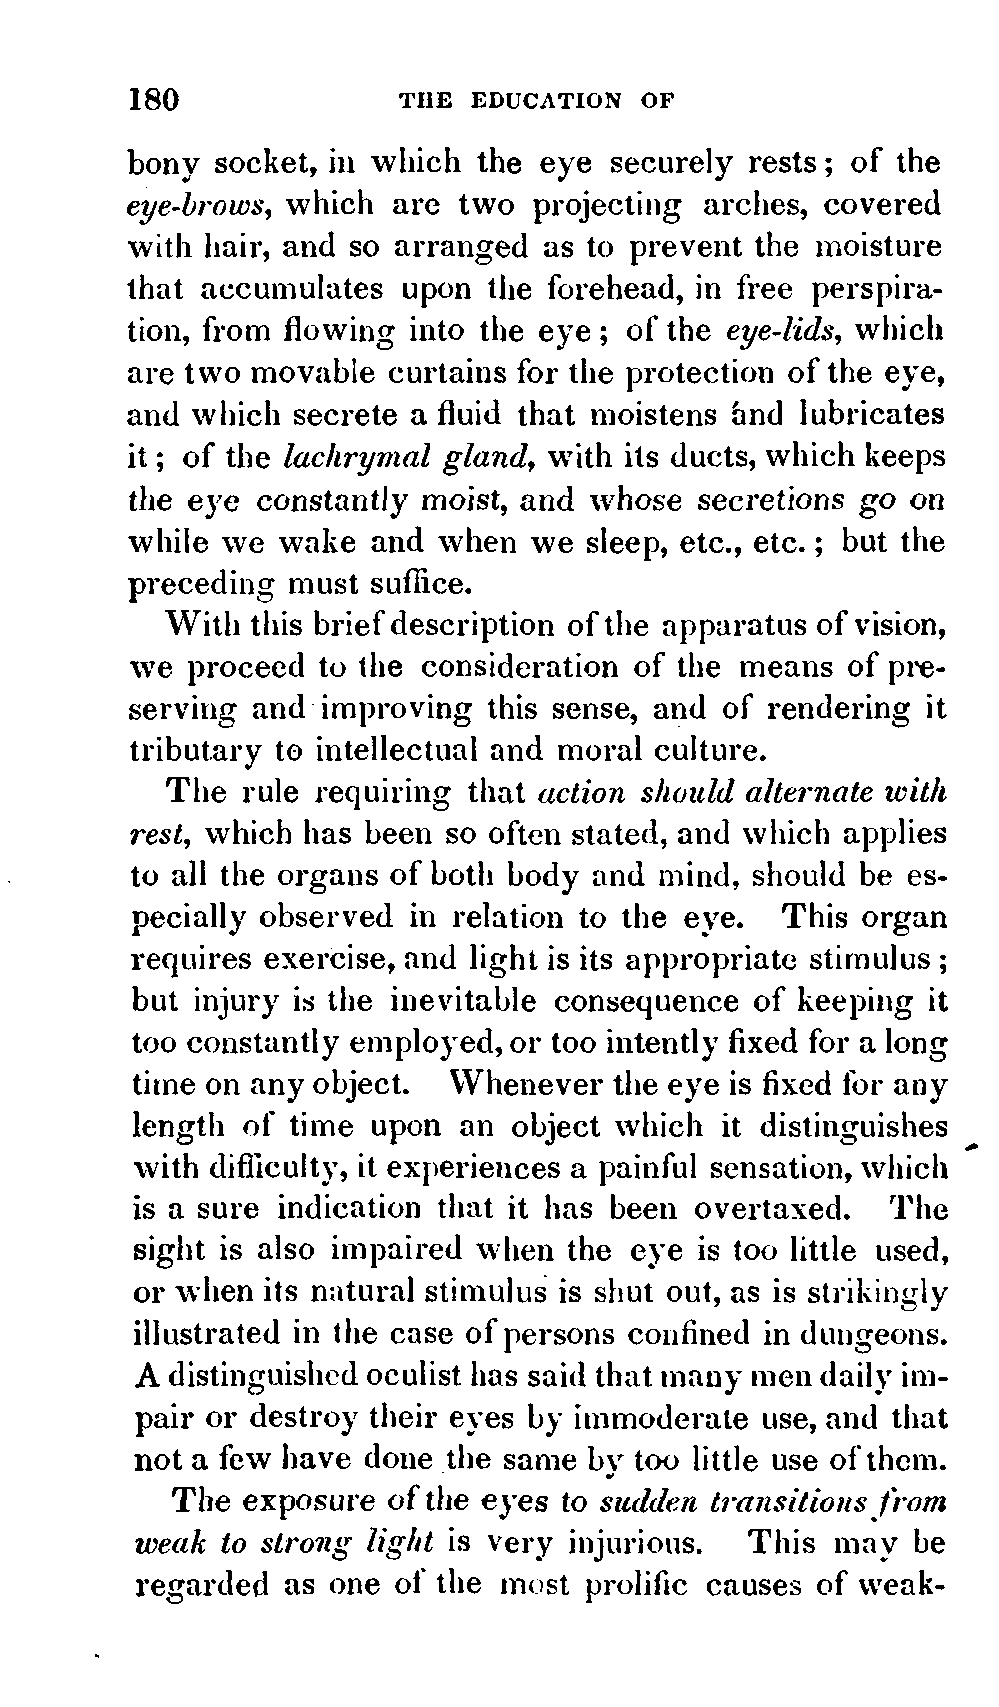 180 THE EDUCATION OF
bony socket, in which the eye securely rests; of the
eye-brows, which are two projecting arches, covered
with hair, and so arranged as to prevent the moisture
that accumulates upon the forehead, in free perspira-
tion, from flowing into the eye; of the eye-lids, which
are two movable curtains for the protection of the eye,
and which secrete a fluid that moistens and lubricates
it; of the lachrymal gland, with its ducts, which keeps
the eye constantly moist, and whose secretions go on
while we wake and when we sleep, etc., etc.; but the
preceding must suffice.
With this brief description of the apparatus of vision,
we proceed to the consideration of the means of pre-
serving and improving this sense, and of rendering it
tributary to intellectual and moral culture.
The rule requiring that action should alternate with
rest, which has been so often stated, and which applies
to all the organs of both body and mind, should be es-
pecially observed in relation to the eye. This organ
requires exercise, and light is its appropriate stimulus;
but injury is the inevitable consequence of keeping it
too constantly employed, or too intently fixed for a long
time on any object. Whenever the eye is fixed for any
length of time upon an object which it distinguishes
with difficulty, it experiences a painful sensation, which
is a sure indication that it has been overtaxed. The
sight is also impaired when the eye is too little used,
or when its natural stimulus is shut out, as is strikingly
illustrated in the case of persons confined in dungeons.
A distinguished oculist has said that many men daily im-
pair or destroy their eyes by immoderate use, and that
not a few have done the same by too little use of them.
The exposure of the eyes to sudden transitions from
weak to strong light is very injurious. This may be
regarded as one of the most prolific causes of weak-